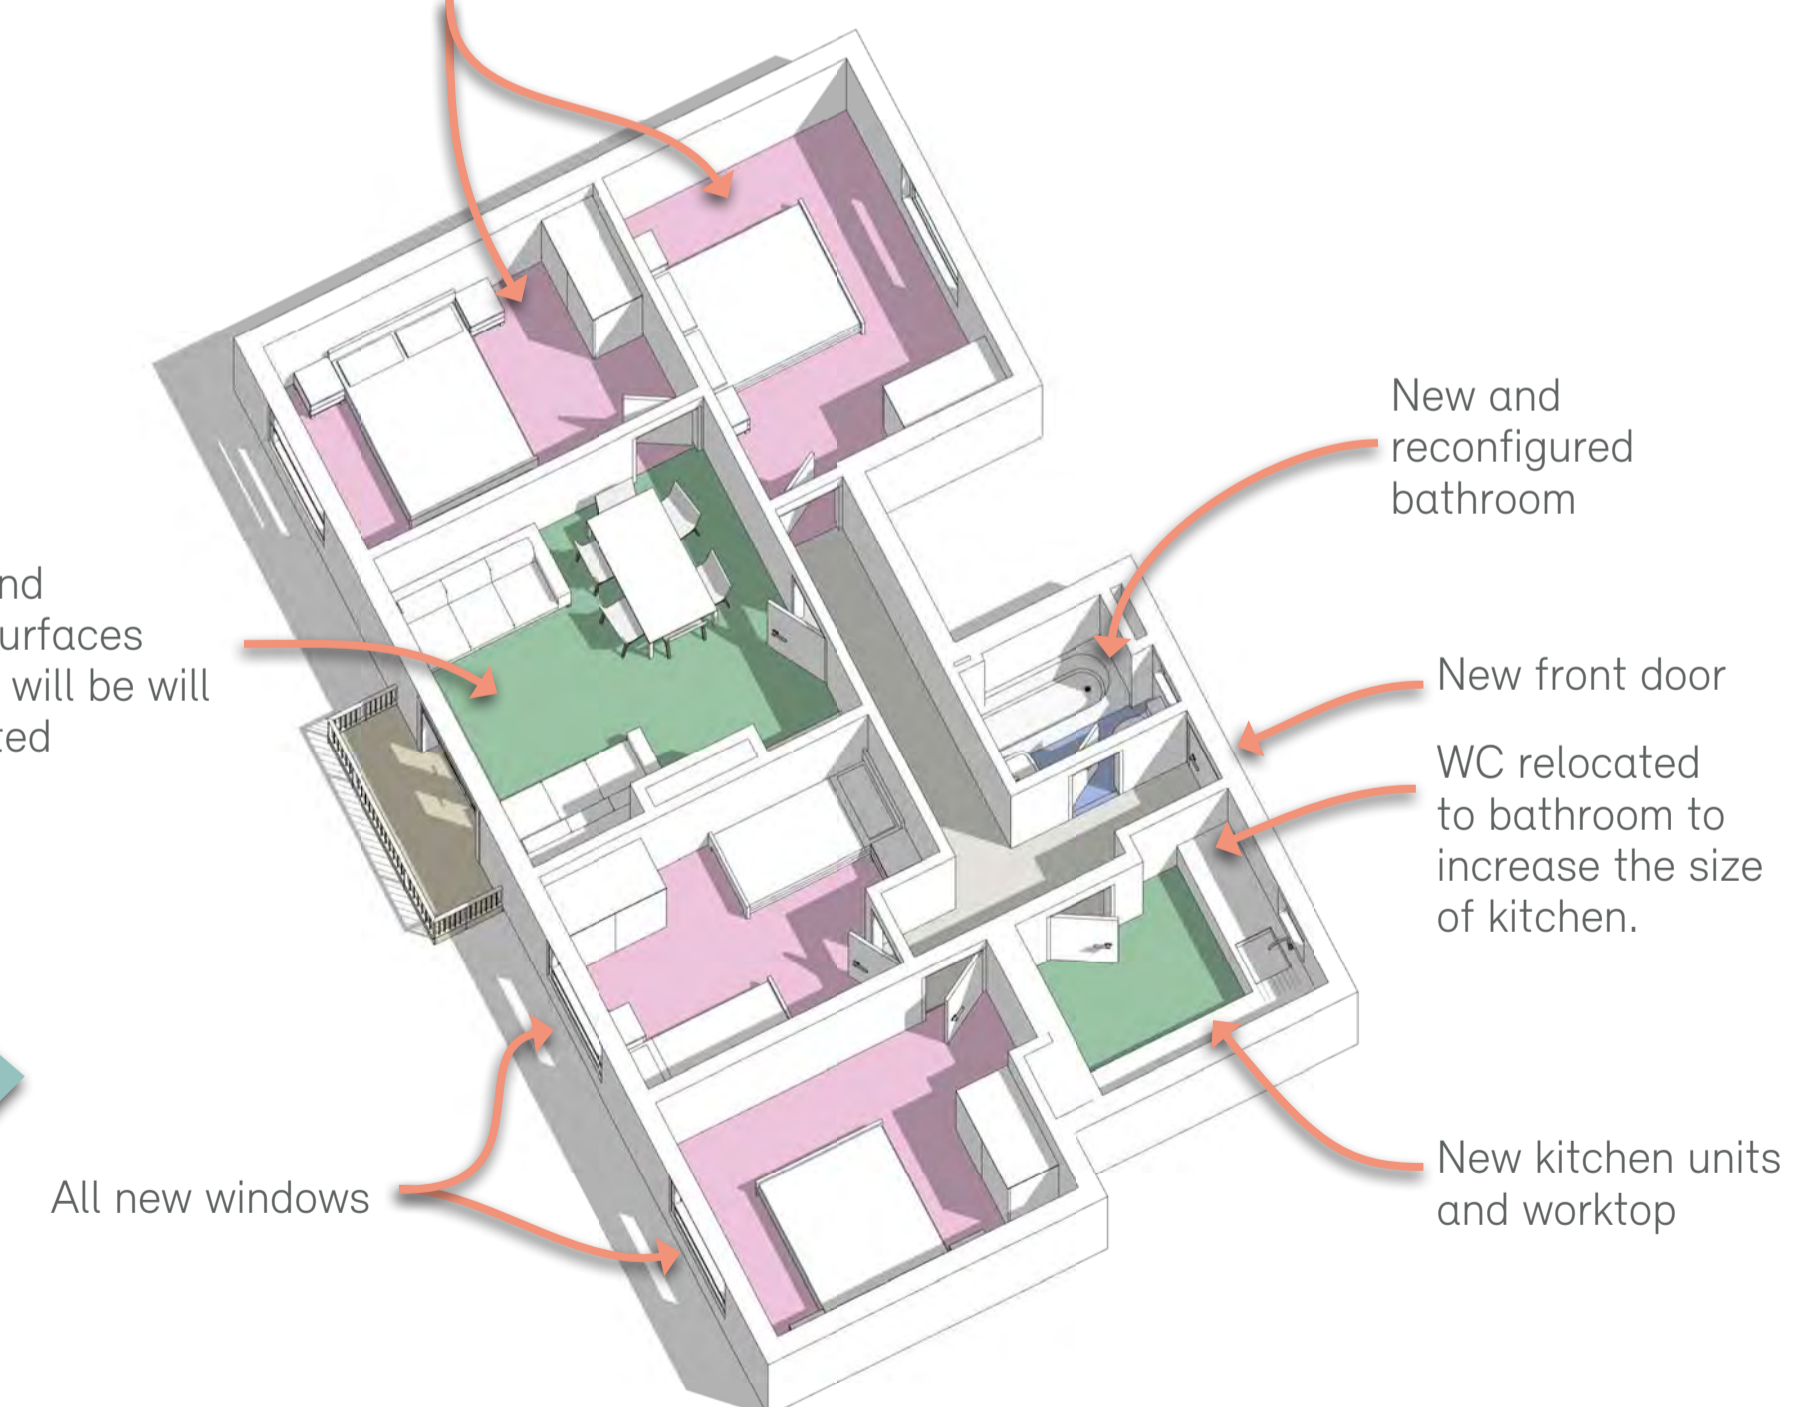 New and
reconfigured
bathroom
nd
urfaces
will be will
ted
New front door
WC relocated
to bathroom to
increase the size
of kitchen.
All new windows
New kitchen units
and worktop